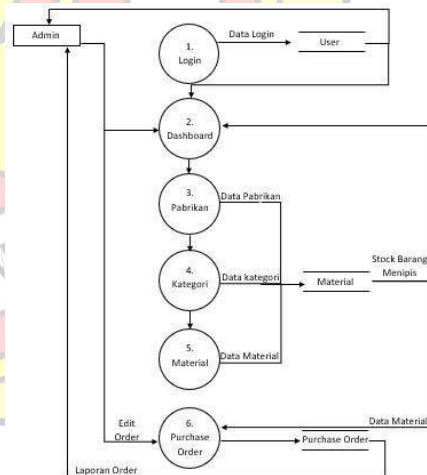 Admin
1.
Login
Data Login
User
2.
Dashboard
3.
Pabrikan
Data Pabrikan
4.
Kategori
Data kategori
Material
Stock Barang
Menipis
5.
Material
Data Material
Edit
Order
6.
Purchase
Order
Data Material
Purchase Order
Laporan Order